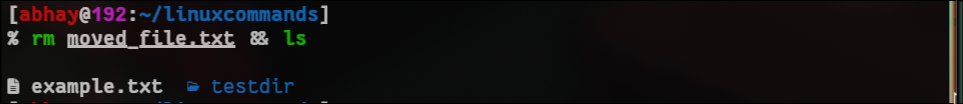 [abhay@192:~/linuxcommands]
% rm moved_file.txt && ls
example.txt testdir